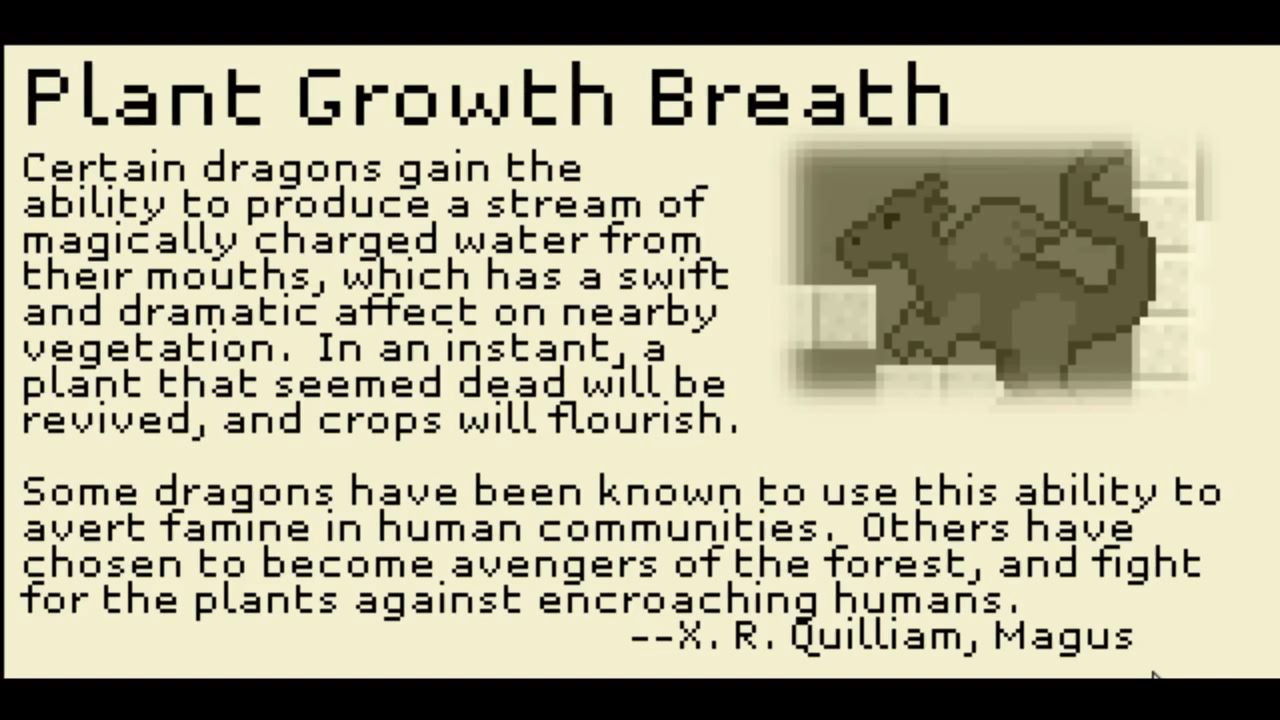 Plant Growth Breath
Certain dragons gain the
ability to produce a stream of
magically charged water from
their mouths, which has a swift
and dramatic affect on nearby
vegetation.  In an instant, a
plant that seemed dead will be
revived, and crops will flourish.
Some dragons have been known to use this ability to
avert famine in human communities.  Others have
chosen to become avengers of the forest, and fight
for the plants against encroaching humans.
--X. R. Quilliam, Magus